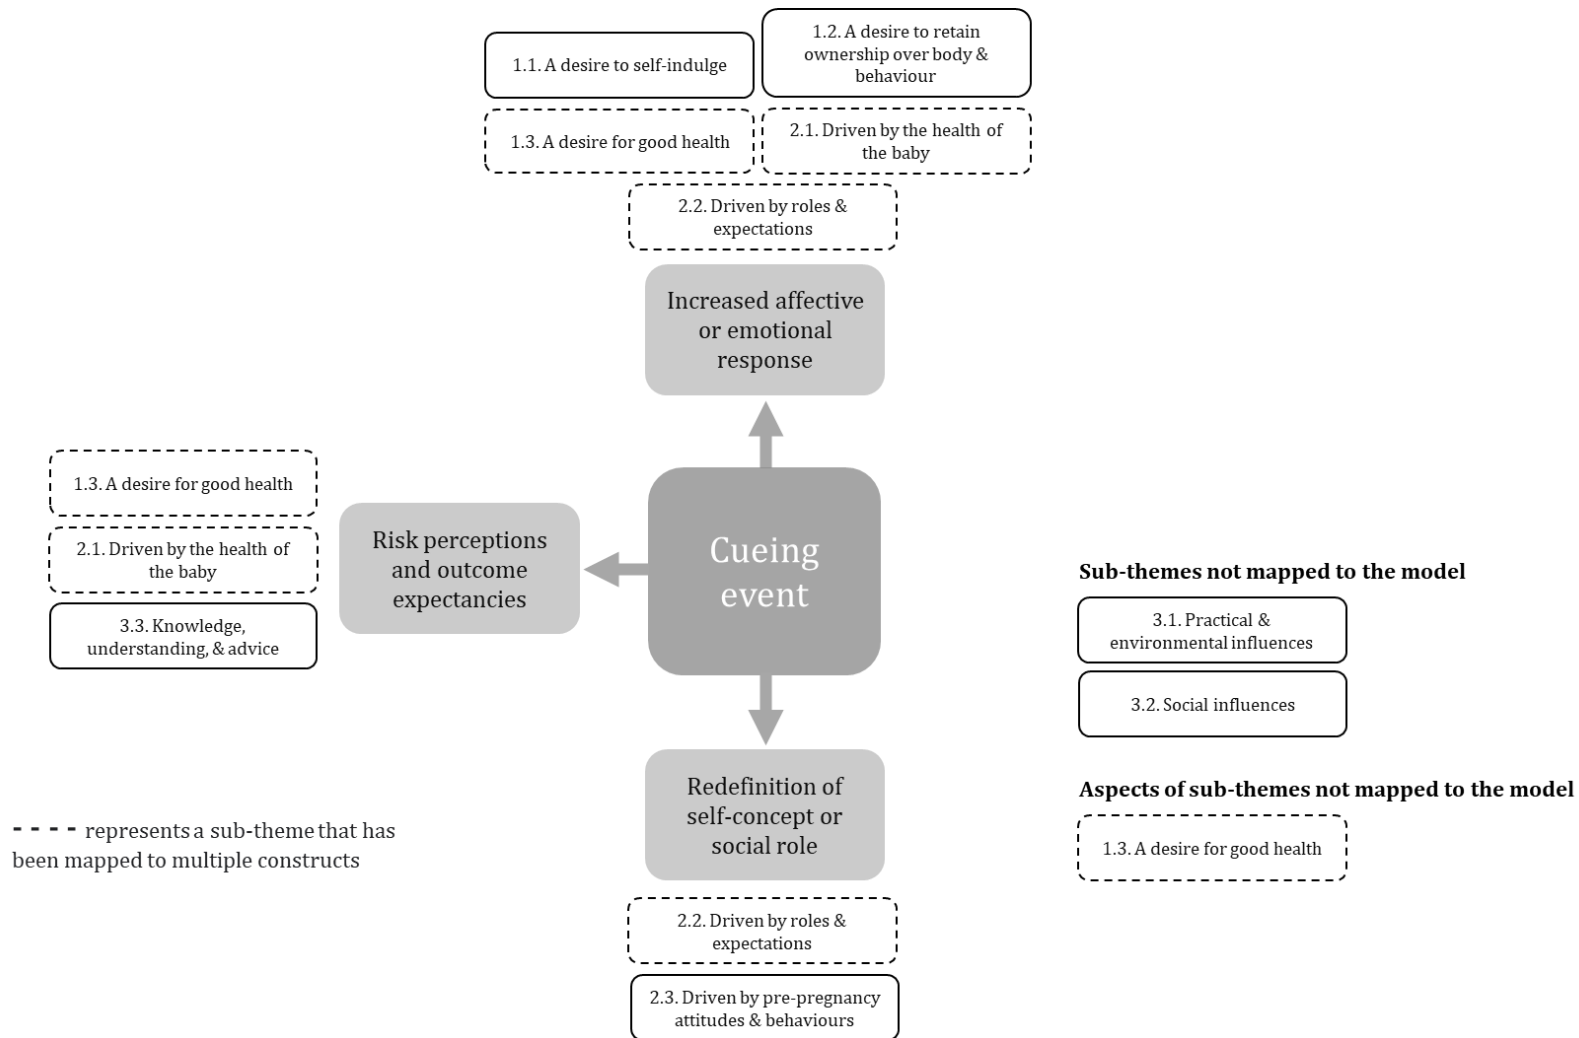 1.1. A desire to self-indulge
1.2. A desire to retain
ownership over body &
behaviour
1.3. A desire for good health
2.1. Driven by the health of
the baby
2.2. Driven by roles &
expectations
Increased affective
or emotional
response
1.3. A desire for good health
2.1. Driven by the health of
the baby
3.3. Knowledge,
understanding, & advice
Risk perceptions
and outcome
expectancies
Cueing
event
Redefinition of
self-concept or
social role
2.2. Driven by roles &
expectations
2.3. Driven by pre-pregnancy
attitudes & behaviours
Sub-themes not mapped to the model
3.1. Practical &
environmental influences
3.2. Social influences
Aspects of sub-themes not mapped to the model
1.3. A desire for good health
- - - - represents a sub-theme that has
been mapped to multiple constructs